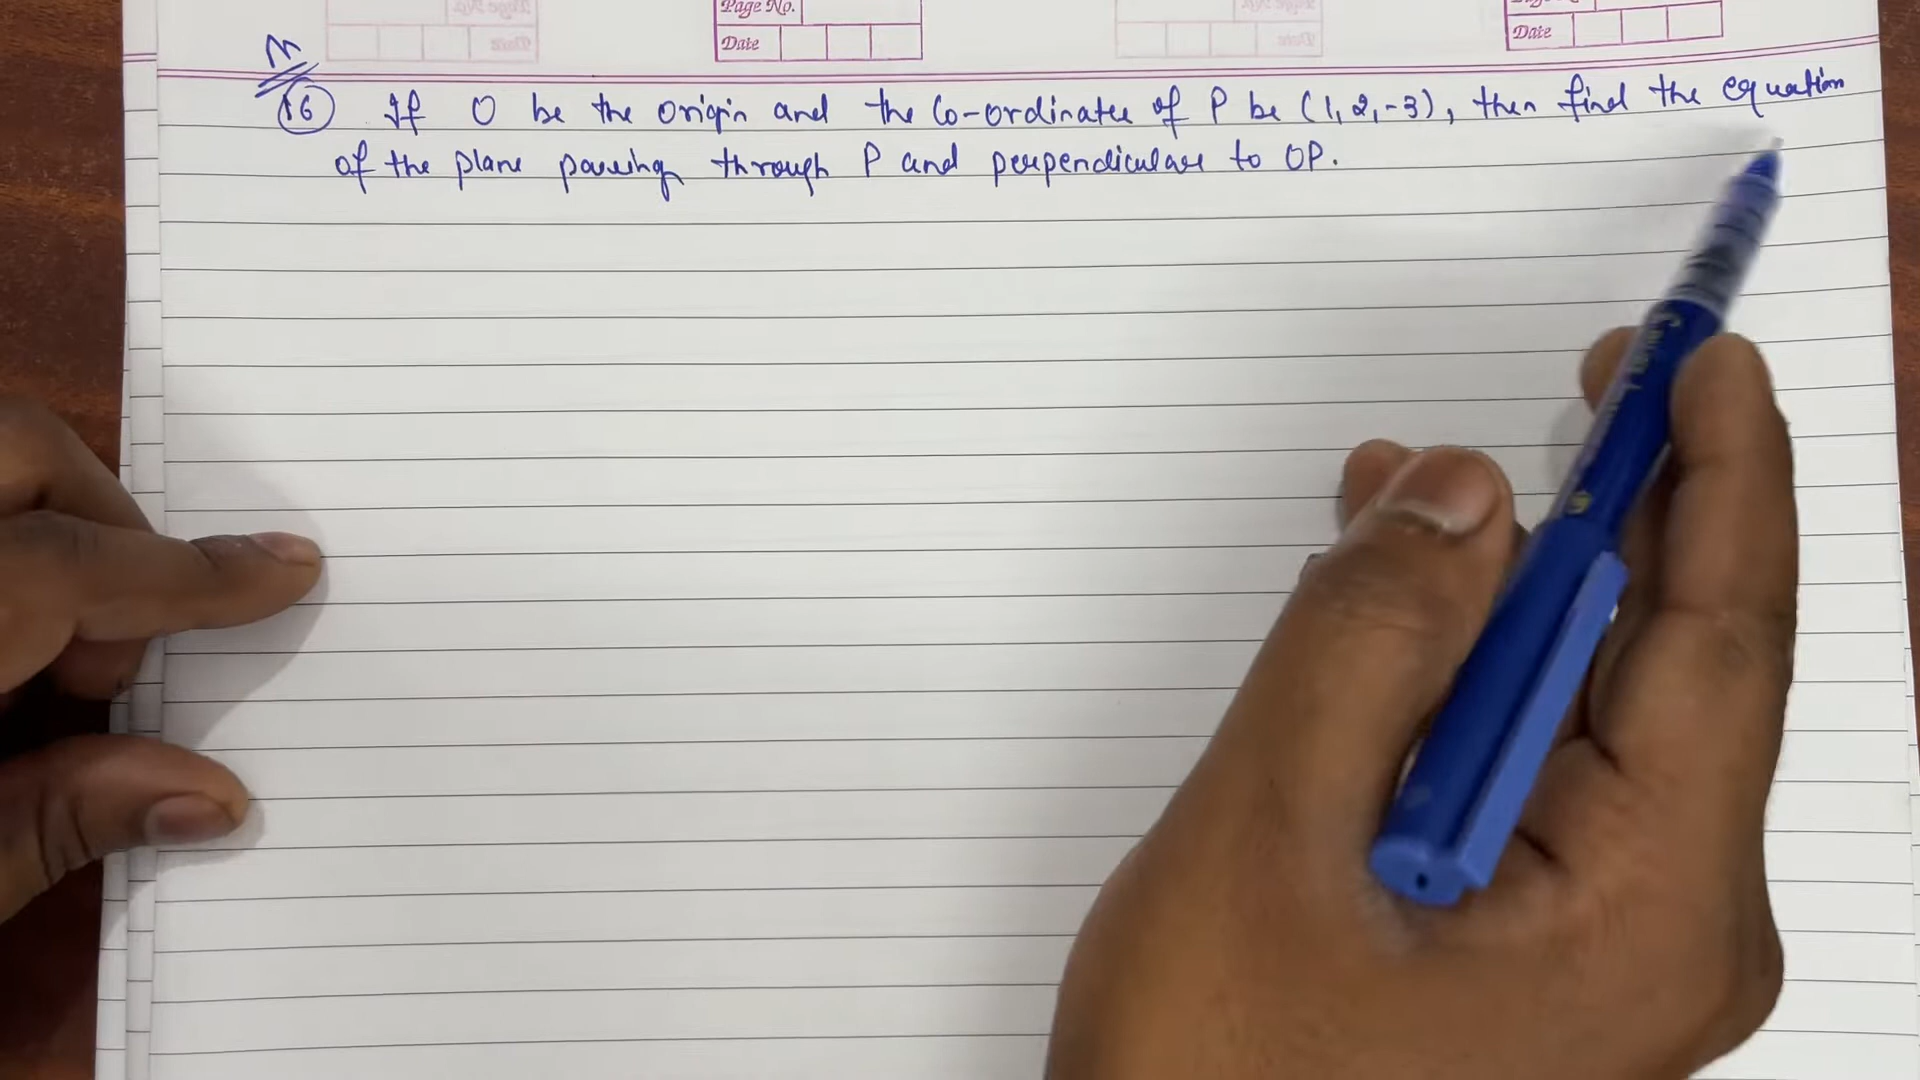 Page No.
Date
Date
N
16 If O be the origin and the Co-ordinates of P be (1, 2, -3), then find the equation
of the plane passing through P and perpendicular to OP.